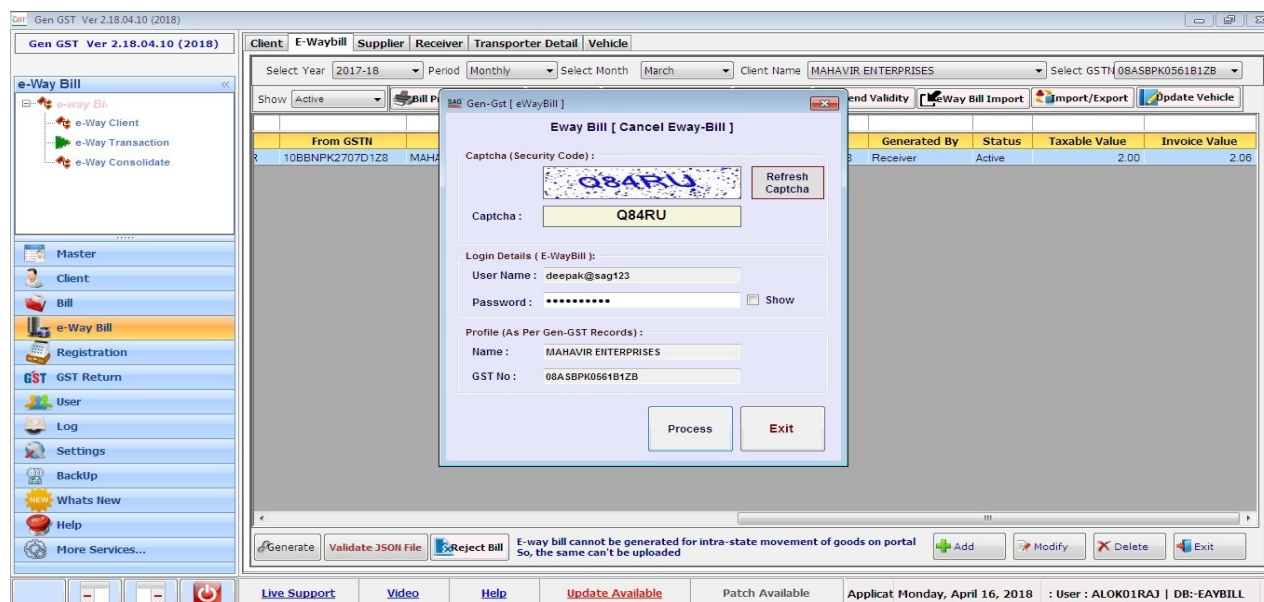 GST Gen GST Ver 2.18.04.10 (2018)
Gen GST Ver 2.18.04.10 (2018)
Client E-Waybill Supplier Receiver Transporter Detail Vehicle
Select Year 2017-18 Period Monthly Select Month March Client Name MAHAVIR ENTERPRISES Select GSTN 08ASBPK0561B1ZB
e-Way Bill
e-way Bi
e-Way Client
e-Way Transaction
e-Way Consolidate
Show Active Bill end Validity eWay Bill Import Import/Export Update Vehicle
From GSTN Generated By Status Taxable Value Invoice Value
10BBNPK2707D1Z8 MAHA Receiver Active 2.00 2.06
SAG Gen-Gst [ eWayBill ]
Eway Bill [ Cancel Eway-Bill ]
Captcha (Security Code) :
Q84RU
Refresh
Captcha
Captcha : Q84RU
Login Details ( E-WayBill ):
User Name : deepak@sag123
Password : •••••••••• Show
Profile (As Per Gen-GST Records) :
Name : MAHAVIR ENTERPRISES
GST No : 08ASBPK0561B1ZB
Process Exit
Master
Client
Bill
e-Way Bill
Registration
GST GST Return
User
Log
Settings
BackUp
NEW Whats New
Help
More Services...
Generate Validate JSON File Reject Bill
E-way bill cannot be generated for intra-state movement of goods on portal
So, the same can't be uploaded
Add Modify Delete Exit
Live Support Video Help Update Available Patch Available Applicat Monday, April 16, 2018 : User : ALOK01RAJ | DB:-EAYBILL